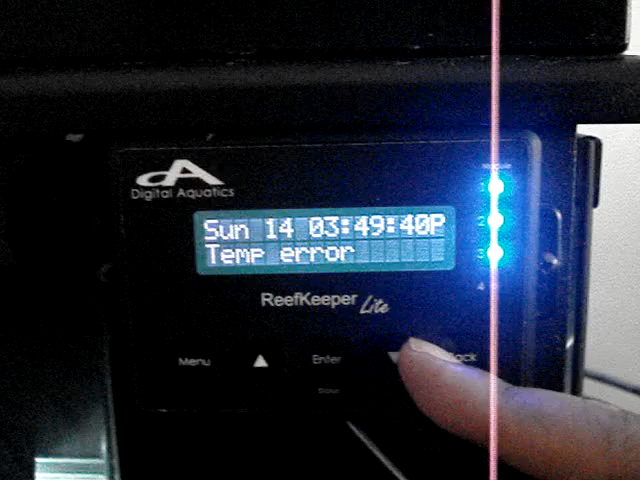 dA
Digital Aquatics
Sun 14 03:49:40P
Temp error
ReefKeeper Lite
Menu
Enter